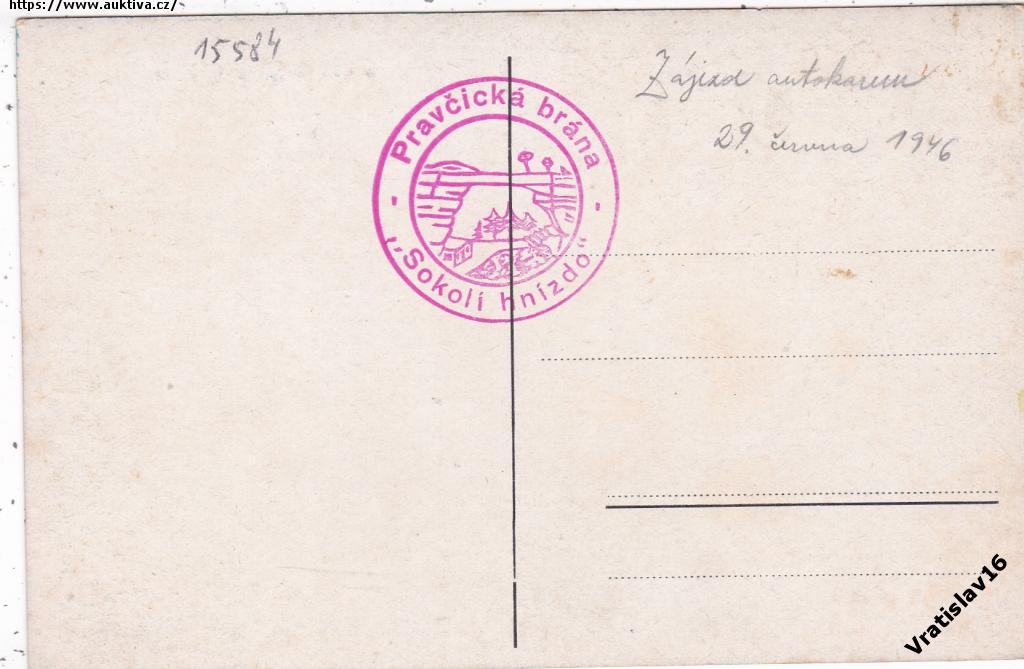 https://www.auktiva.cz/
15584
Zájezd autokarem
29. června 1946
- Pravčická brána -
„Sokolí hnízdo“
Vratislav16